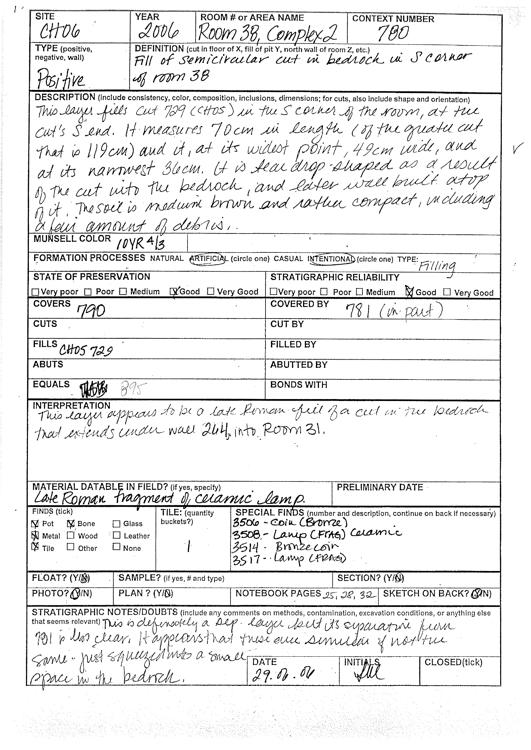 SITE YEAR ROOM # or AREA NAME CONTEXT NUMBER
CH06 2006 Room 38, Complex 2 780
TYPE (positive, negative, wall) DEFINITION (cut in floor of X, fill of pit Y, north wall of room Z, etc.)
Positive Fill of semicircular cut in bedrock in S corner
of room 38
DESCRIPTION (include consistency, color, composition, inclusions, dimensions; for cuts, also include shape and orientation)
This layer fills cut 729 (CH05) in the S corner of the room, at the
cut's S end. It measures 70cm in length (of the greater cut
that is 119cm) and it, at its widest point, 49cm wide, and
at its narrowest 36cm. It is tear drop-shaped as a result
of the cut into the bedrock, and later wall built atop
of it. The soil is medium brown and rather compact, including
a fair amount of debris.
MUNSELL COLOR 10YR 4/3
FORMATION PROCESSES NATURAL ARTIFICIAL (circle one) CASUAL INTENTIONAL (circle one) TYPE: Filling
STATE OF PRESERVATION STRATIGRAPHIC RELIABILITY
Very poor Poor Medium Good Very Good Very poor Poor Medium Good Very Good
COVERS 790 COVERED BY 781 (in part)
CUTS CUT BY
FILLS CH05 729 FILLED BY
ABUTS ABUTTED BY
EQUALS 895 BONDS WITH
INTERPRETATION
This layer appears to be a late Roman fill of a cut in the bedrock
that extends under wall 264, into Room 31.
MATERIAL DATABLE IN FIELD? (if yes, specify) PRELIMINARY DATE
Late Roman fragment of ceramic lamp.
FINDS (tick) TILE: (quantity buckets?) SPECIAL FINDS (number and description, continue on back if necessary)
Pot Bone Glass 3506 - Coin (Bronze)
Metal Wood Leather 3508 - Lamp (FRAG) Ceramic
Tile Other None 1 3514 - Bronze coin
3517 - Lamp (FRAG)
FLOAT? (Y/N) SAMPLE? (if yes, # and type) SECTION? (Y/N)
PHOTO? (Y/N) PLAN? (Y/N) NOTEBOOK PAGES 25, 28, 32 SKETCH ON BACK? (Y/N)
STRATIGRAPHIC NOTES/DOUBTS (include any comments on methods, contamination, excavation conditions, or anything else
that seems relevant) This is definitely a sep. layer but its separation from
781 is less clear. It appears that these are similar if not the
same - just squeezed into a small
space in the bedrock.
DATE INITIALS CLOSED(tick)
29.06.06